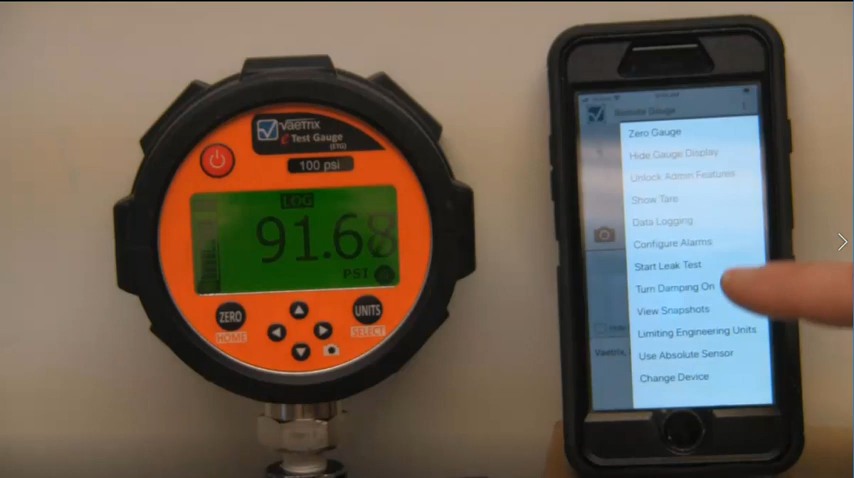 Vaetrix
e Test Gauge
(ETG)
100 psi
LOG
91.68
PSI
ZERO
HOME
UNITS
SELECT
Remote Gauge
Zero Gauge
Hide Gauge Display
Unlock Admin Features
Show Tare
Data Logging
Configure Alarms
Start Leak Test
Turn Damping On
View Snapshots
Limiting Engineering Units
Use Absolute Sensor
Change Device
Vaetrix,